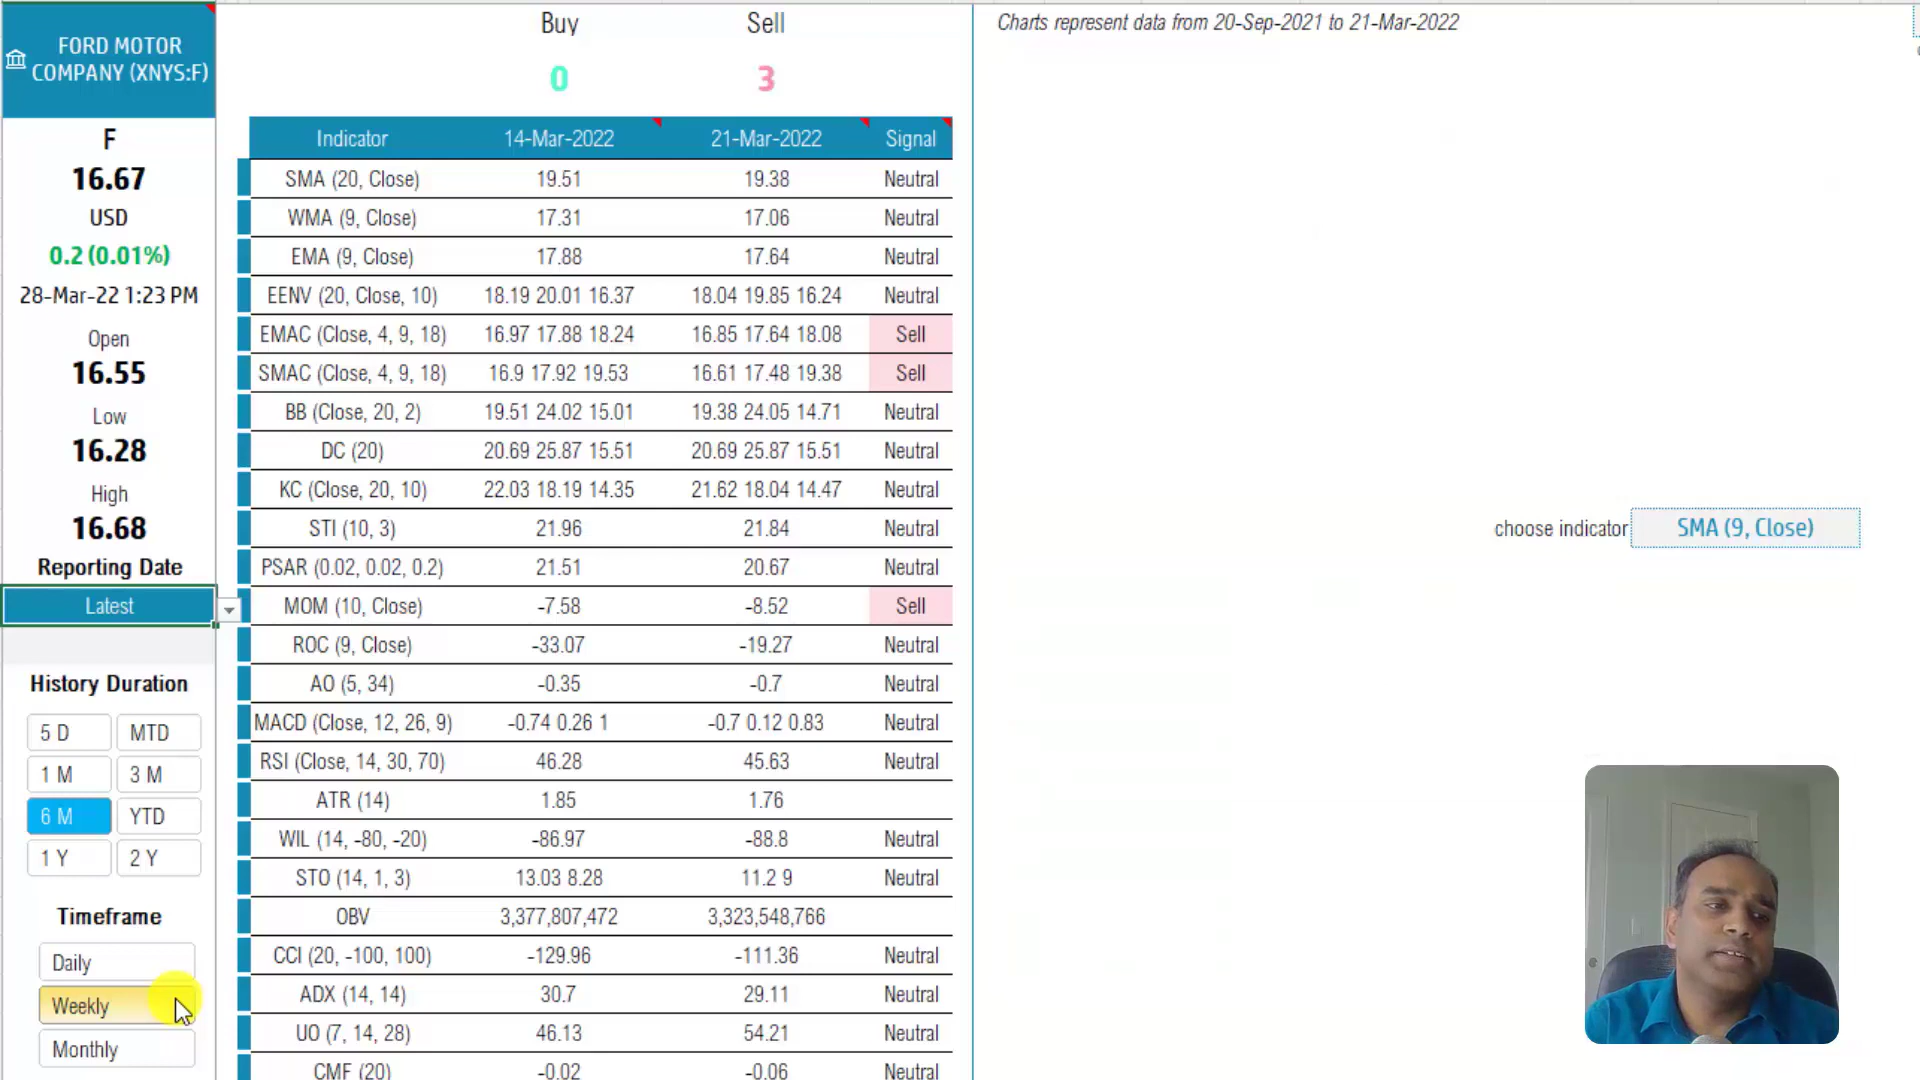 FORD MOTOR
COMPANY (XNYS:F)
F
16.67
USD
0.2 (0.01%)
28-Mar-22 1:23 PM
Open
16.55
Low
16.28
High
16.68
Reporting Date
Latest
History Duration
5 D MTD
1 M 3 M
6 M YTD
1 Y 2 Y
Timeframe
Daily
Weekly
Monthly
Buy Sell
0 3
Indicator 14-Mar-2022 21-Mar-2022 Signal
SMA (20, Close) 19.51 19.38 Neutral
WMA (9, Close) 17.31 17.06 Neutral
EMA (9, Close) 17.88 17.64 Neutral
EENV (20, Close, 10) 18.19 20.01 16.37 18.04 19.85 16.24 Neutral
EMAC (Close, 4, 9, 18) 16.97 17.88 18.24 16.85 17.64 18.08 Sell
SMAC (Close, 4, 9, 18) 16.9 17.92 19.53 16.61 17.48 19.38 Sell
BB (Close, 20, 2) 19.51 24.02 15.01 19.38 24.05 14.71 Neutral
DC (20) 20.69 25.87 15.51 20.69 25.87 15.51 Neutral
KC (Close, 20, 10) 22.03 18.19 14.35 21.62 18.04 14.47 Neutral
STI (10, 3) 21.96 21.84 Neutral
PSAR (0.02, 0.02, 0.2) 21.51 20.67 Neutral
MOM (10, Close) -7.58 -8.52 Sell
ROC (9, Close) -33.07 -19.27 Neutral
AO (5, 34) -0.35 -0.7 Neutral
MACD (Close, 12, 26, 9) -0.74 0.26 1 -0.7 0.12 0.83 Neutral
RSI (Close, 14, 30, 70) 46.28 45.63 Neutral
ATR (14) 1.85 1.76
WIL (14, -80, -20) -86.97 -88.8 Neutral
STO (14, 1, 3) 13.03 8.28 11.2 9 Neutral
OBV 3,377,807,472 3,323,548,766
CCI (20, -100, 100) -129.96 -111.36 Neutral
ADX (14, 14) 30.7 29.11 Neutral
UO (7, 14, 28) 46.13 54.21 Neutral
CMF (20) -0.02 -0.06 Neutral
Charts represent data from 20-Sep-2021 to 21-Mar-2022
choose indicator SMA (9, Close)